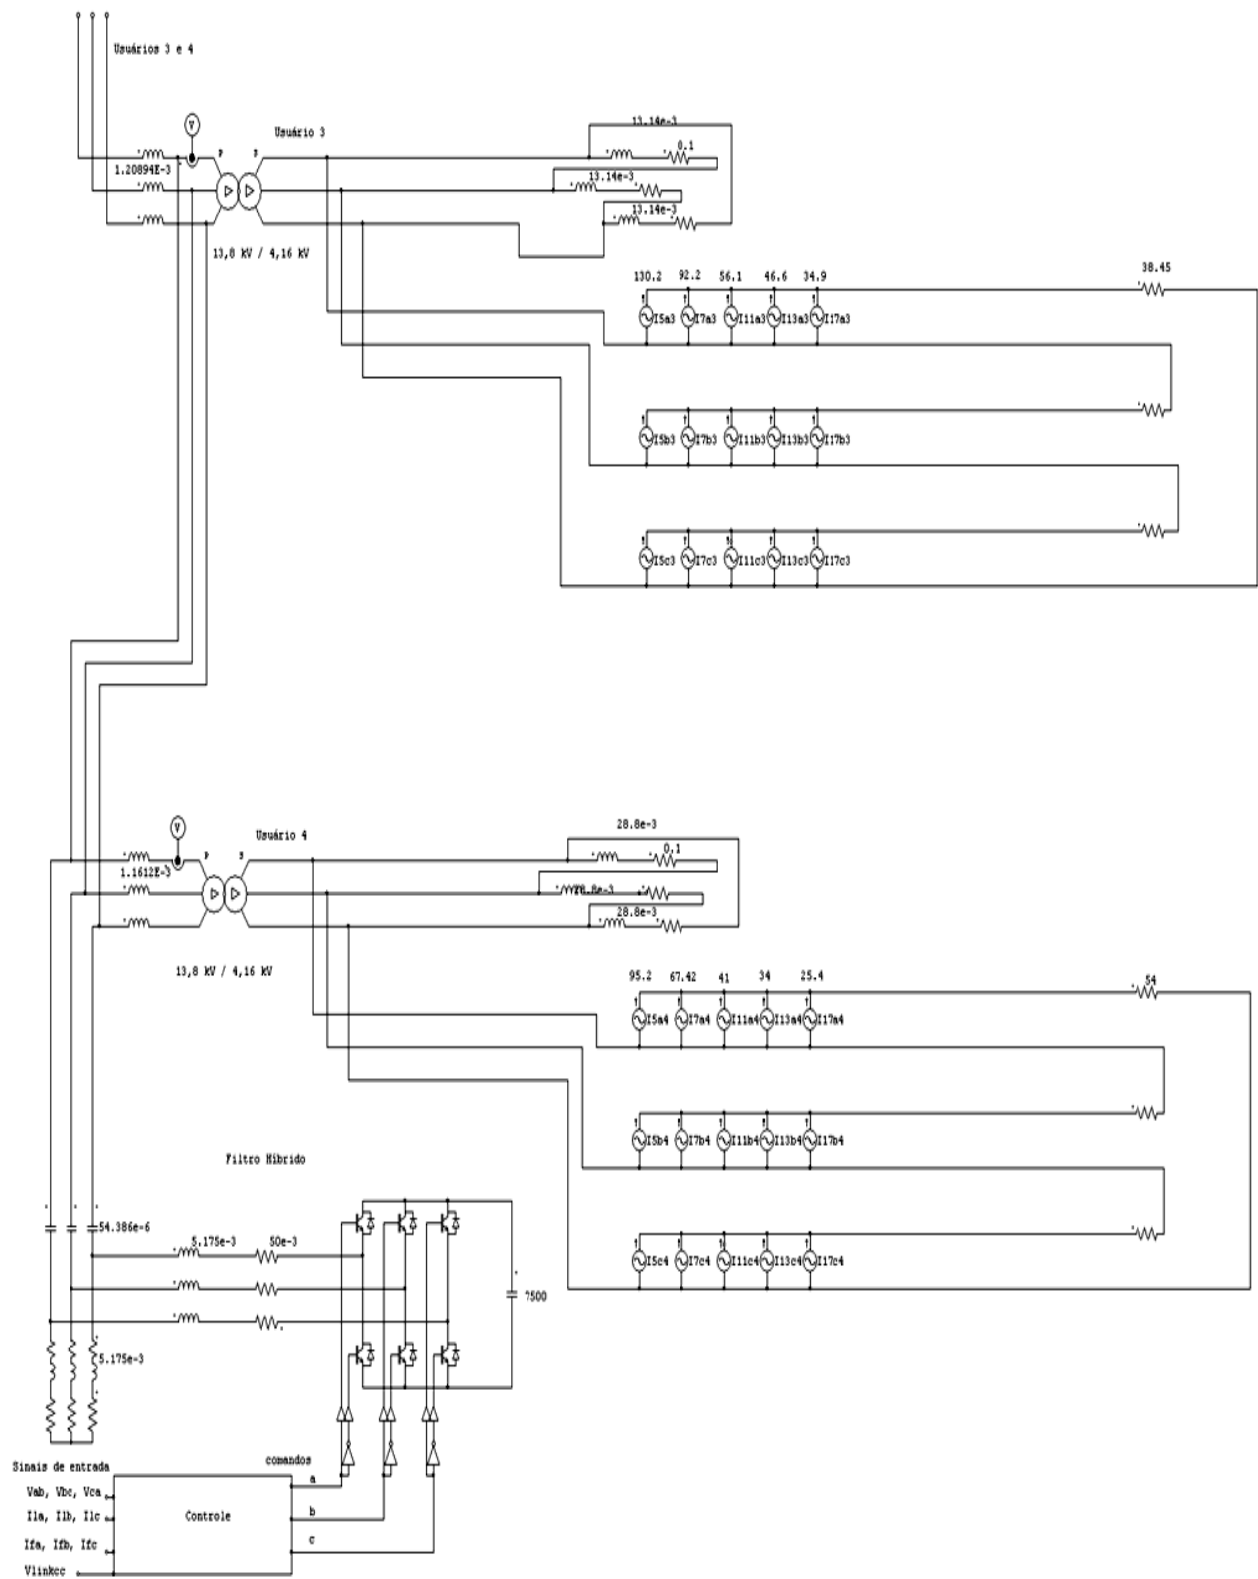 Usuários 3 e 4
V
Usuário 3
P
P
1.20894E-3
13,8 kV / 4,16 kV
13.14e-3
0.1
13.14e-3
13.14e-3
130.2 92.2 56.1 46.6 34.9
38.45
I5a3 I7a3 I11a3 I13a3 I17a3
I5b3 I7b3 I11b3 I13b3 I17b3
I5c3 I7c3 I11c3 I13c3 I17c3
V
Usuário 4
P
S
1.1612E-3
13,8 kV / 4,16 kV
28.8e-3
0.1
28.8e-3
28.8e-3
95.2 67.42 41 34 25.4
54
I5a4 I7a4 I11a4 I13a4 I17a4
I5b4 I7b4 I11b4 I13b4 I17b4
I5c4 I7c4 I11c4 I13c4 I17c4
Filtro Híbrido
54.386e-6
5.175e-3
50e-3
7500
5.175e-3
Sinais de entrada
comandos
Vab, Vbc, Vca
Ila, Ilb, Ilc
Ifa, Ifb, Ifc
Vlinkcc
Controle
a
b
c